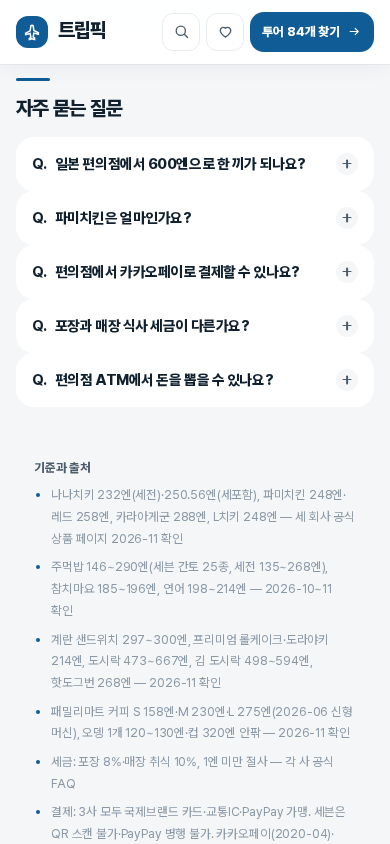 트립픽
투어 84개 찾기 →
자주 묻는 질문
Q. 일본 편의점에서 600엔으로 한 끼가 되나요? +
Q. 파미치킨은 얼마인가요? +
Q. 편의점에서 카카오페이로 결제할 수 있나요? +
Q. 포장과 매장 식사 세금이 다른가요? +
Q. 편의점 ATM에서 돈을 뽑을 수 있나요? +
기준과 출처
나나치키 232엔(세전)·250.56엔(세포함), 파미치킨 248엔·
레드 258엔, 카라아게군 288엔, L치키 248엔 — 세 회사 공식
상품 페이지 2026-11 확인
주먹밥 146~290엔(세븐 간토 25종, 세전 135~268엔),
참치마요 185~196엔, 연어 198~214엔 — 2026-10~11
확인
계란 샌드위치 297~300엔, 프리미엄 롤케이크·도라야키
214엔, 도시락 473~667엔, 김 도시락 498~594엔,
핫도그번 268엔 — 2026-11 확인
패밀리마트 커피 S 158엔·M 230엔·L 275엔(2026-06 신형
머신), 오뎅 1개 120~130엔·컵 320엔 안팎 — 2026-11 확인
세금: 포장 8%·매장 취식 10%, 1엔 미만 절사 — 각 사 공식
FAQ
결제: 3사 모두 국제브랜드 카드·교통IC·PayPay 가맹. 세븐은
QR 스캔 불가·PayPay 병행 불가. 카카오페이(2020-04)·